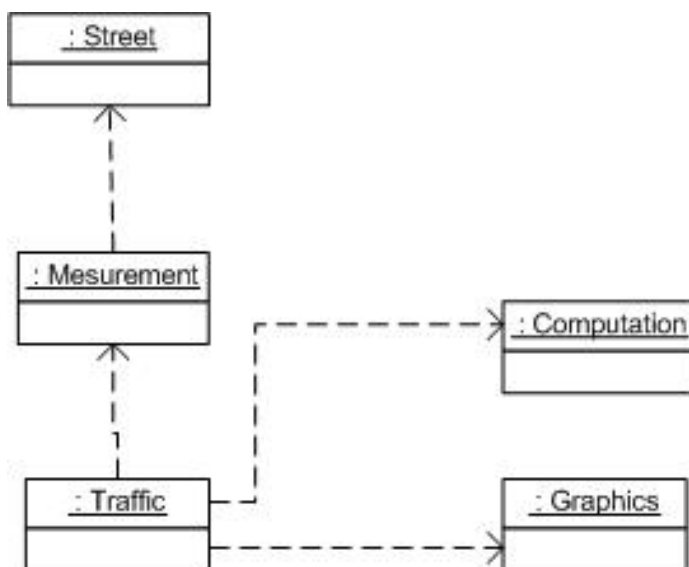 : Street
: Mesurement
: Computation
: Traffic
: Graphics